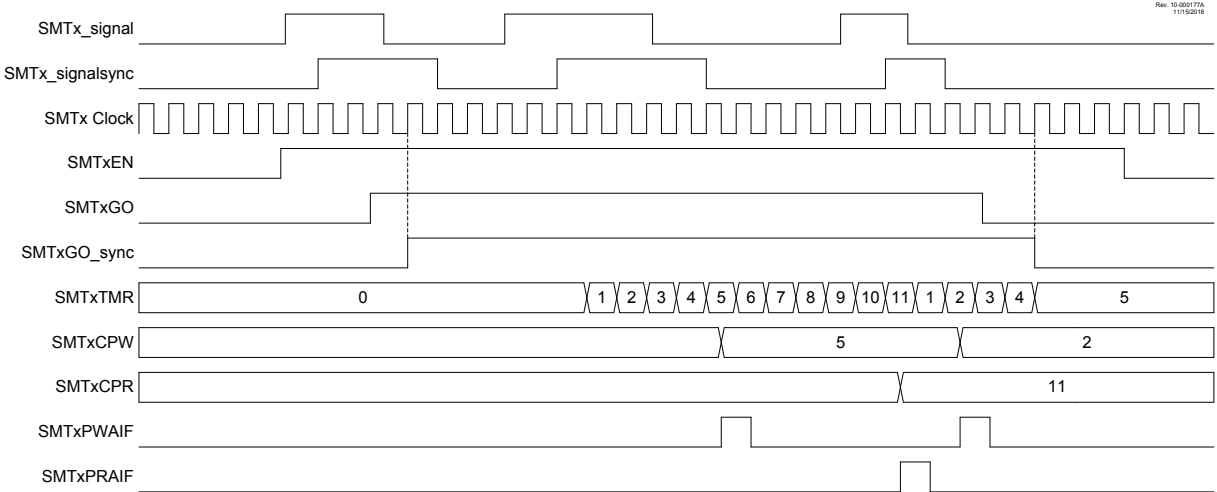 Rev. 10-000177A
11/15/2018
SMTx_signal
SMTx_signalsync
SMTx Clock
SMTxEN
SMTxGO
SMTxGO_sync
SMTxTMR 0 1 2 3 4 5 6 7 8 9 10 11 1 2 3 4 5
SMTxCPW 5 2
SMTxCPR 11
SMTxPWAIF
SMTxPRAIF